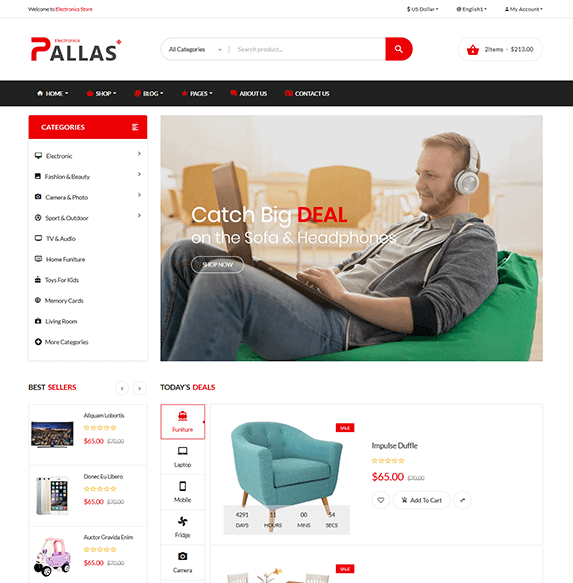 Welcome to Electronics Store
$ US Dollar
English1
My Account
Electronics
PALLAS
All Categories
Search product...
2items - $213.00
HOME
SHOP
BLOG
PAGES
ABOUT US
CONTACT US
CATEGORIES
Electronic
Fashion & Beauty
Camera & Photo
Sport & Outdoor
TV & Audio
Home Funiture
Toys For Kids
Memory Cards
Living Room
More Categories
Catch Big DEAL
on the Sofa & Headphones
SHOP NOW
BEST SELLERS
Aliquam Lobortis
$65.00 $70.00
Donec Eu Libero
$65.00 $70.00
Auctor Gravida Enim
$65.00 $70.00
TODAY'S DEALS
Funiture
Laptop
Mobile
Fridge
Camera
SALE
4291 11 00 54
DAYS HOURS MINS SECS
Impulse Duffle
$65.00 $70.00
Add To Cart
SALE